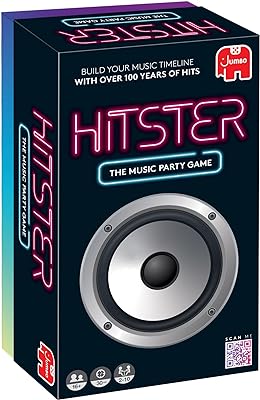 BUILD YOUR MUSIC TIMELINE
WITH OVER 100 YEARS OF HITS
Jumbo
HITSTER
THE MUSIC PARTY GAME
HITSTER
THE MUSIC PARTY GAME
Jumbo
SCAN ME
16+
30
2-10